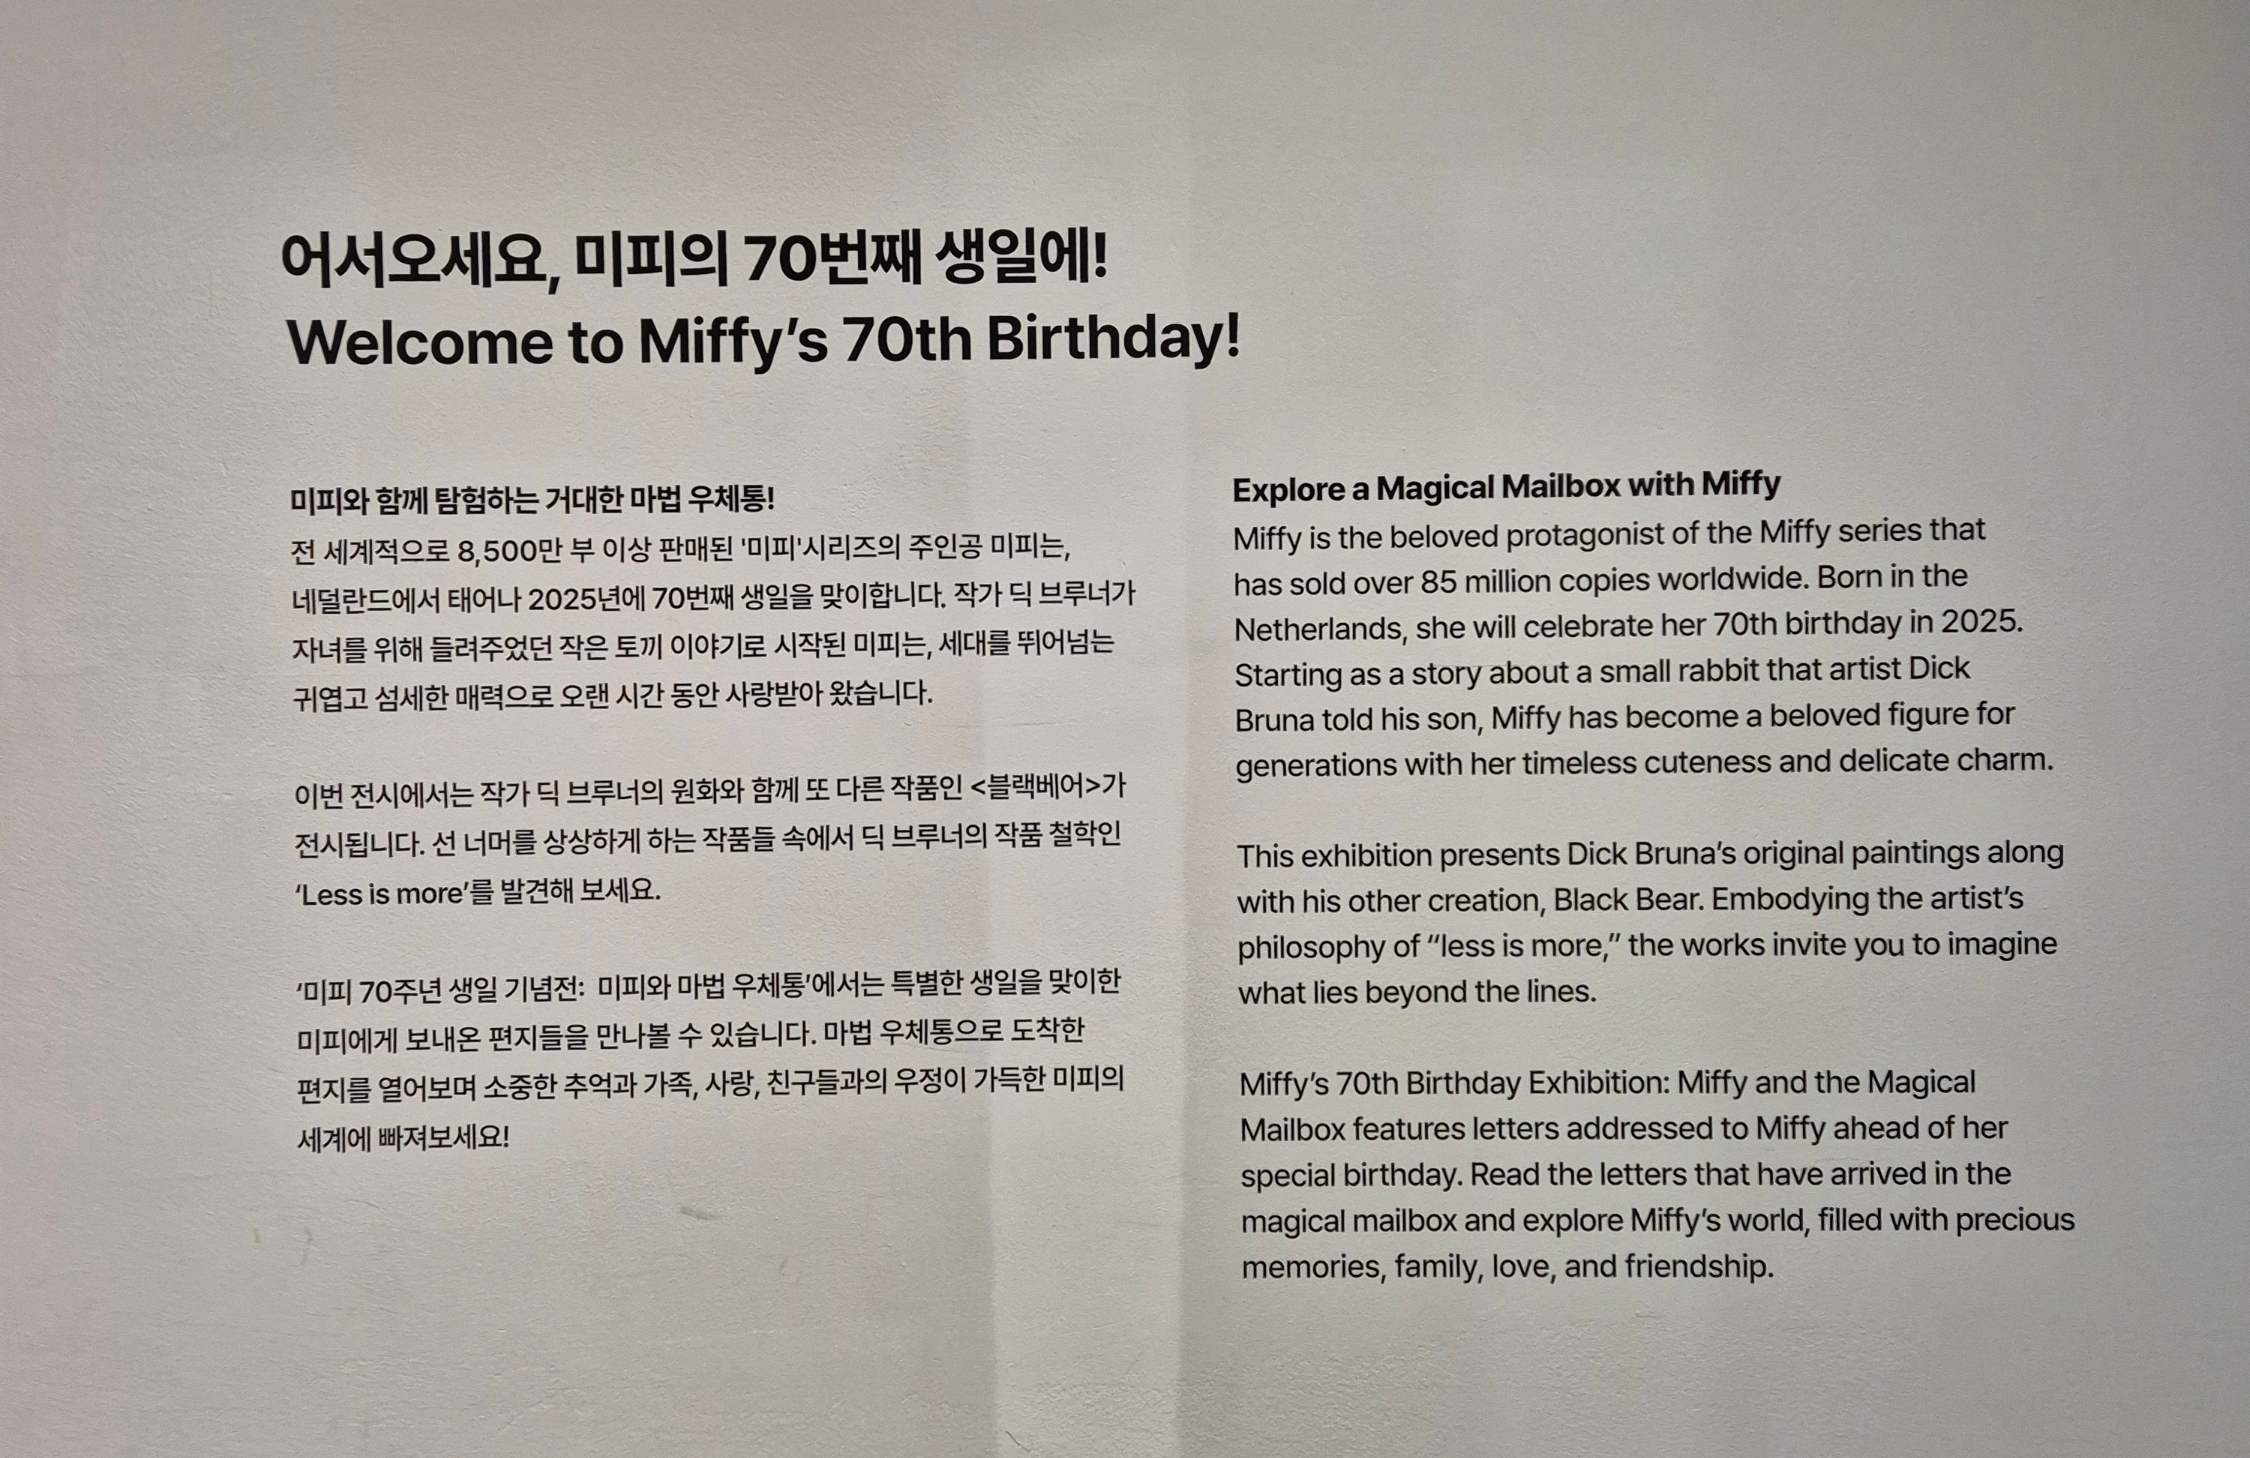 어서오세요, 미피의 70번째 생일에!
Welcome to Miffy’s 70th Birthday!
미피와 함께 탐험하는 거대한 마법 우체통!
전 세계적으로 8,500만 부 이상 판매된 '미피'시리즈의 주인공 미피는,
네덜란드에서 태어나 2025년에 70번째 생일을 맞이합니다. 작가 딕 브루너가
자녀를 위해 들려주었던 작은 토끼 이야기로 시작된 미피는, 세대를 뛰어넘는
귀엽고 섬세한 매력으로 오랜 시간 동안 사랑받아 왔습니다.
이번 전시에서는 작가 딕 브루너의 원화와 함께 또 다른 작품인 <블랙베어>가
전시됩니다. 선 너머를 상상하게 하는 작품들 속에서 딕 브루너의 작품 철학인
‘Less is more’를 발견해 보세요.
‘미피 70주년 생일 기념전: 미피와 마법 우체통’에서는 특별한 생일을 맞이한
미피에게 보내온 편지들을 만나볼 수 있습니다. 마법 우체통으로 도착한
편지를 열어보며 소중한 추억과 가족, 사랑, 친구들과의 우정이 가득한 미피의
세계에 빠져보세요!
Explore a Magical Mailbox with Miffy
Miffy is the beloved protagonist of the Miffy series that
has sold over 85 million copies worldwide. Born in the
Netherlands, she will celebrate her 70th birthday in 2025.
Starting as a story about a small rabbit that artist Dick
Bruna told his son, Miffy has become a beloved figure for
generations with her timeless cuteness and delicate charm.
This exhibition presents Dick Bruna’s original paintings along
with his other creation, Black Bear. Embodying the artist’s
philosophy of “less is more,” the works invite you to imagine
what lies beyond the lines.
Miffy’s 70th Birthday Exhibition: Miffy and the Magical
Mailbox features letters addressed to Miffy ahead of her
special birthday. Read the letters that have arrived in the
magical mailbox and explore Miffy’s world, filled with precious
memories, family, love, and friendship.